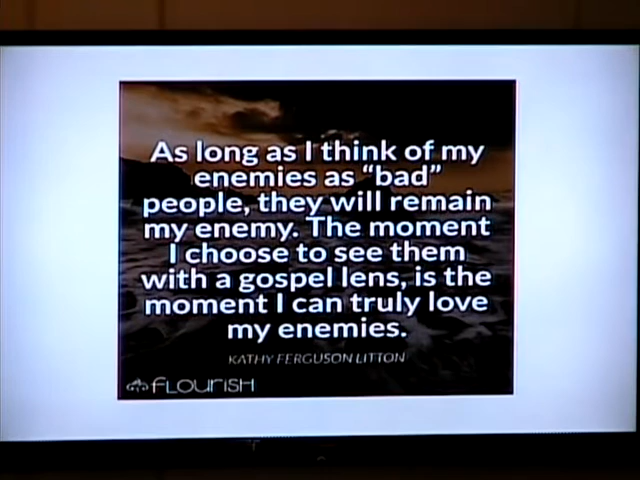 As long as I think of my
enemies as “bad”
people, they will remain
my enemy. The moment
I choose to see them
with a gospel lens, is the
moment I can truly love
my enemies.
KATHY FERGUSON LITTON
FLOURISH